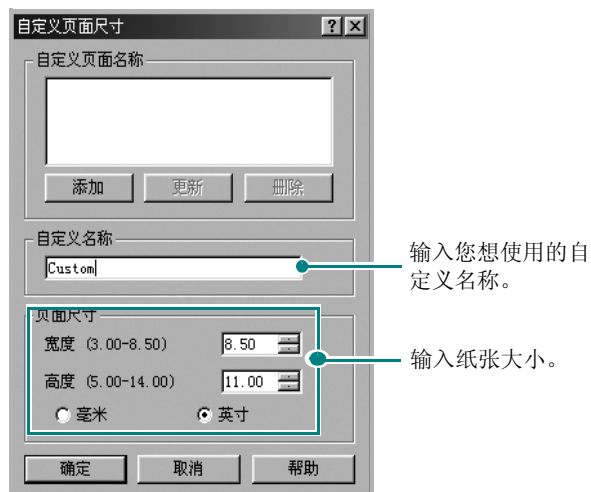 自定义页面尺寸
? ×
自定义页面名称
添加 更新 删除
自定义名称
Custom
输入您想使用的自
定义名称。
页面尺寸
宽度 (3.00-8.50) 8.50
高度 (5.00-14.00) 11.00
输入纸张大小。
毫米 英寸
确定 取消 帮助